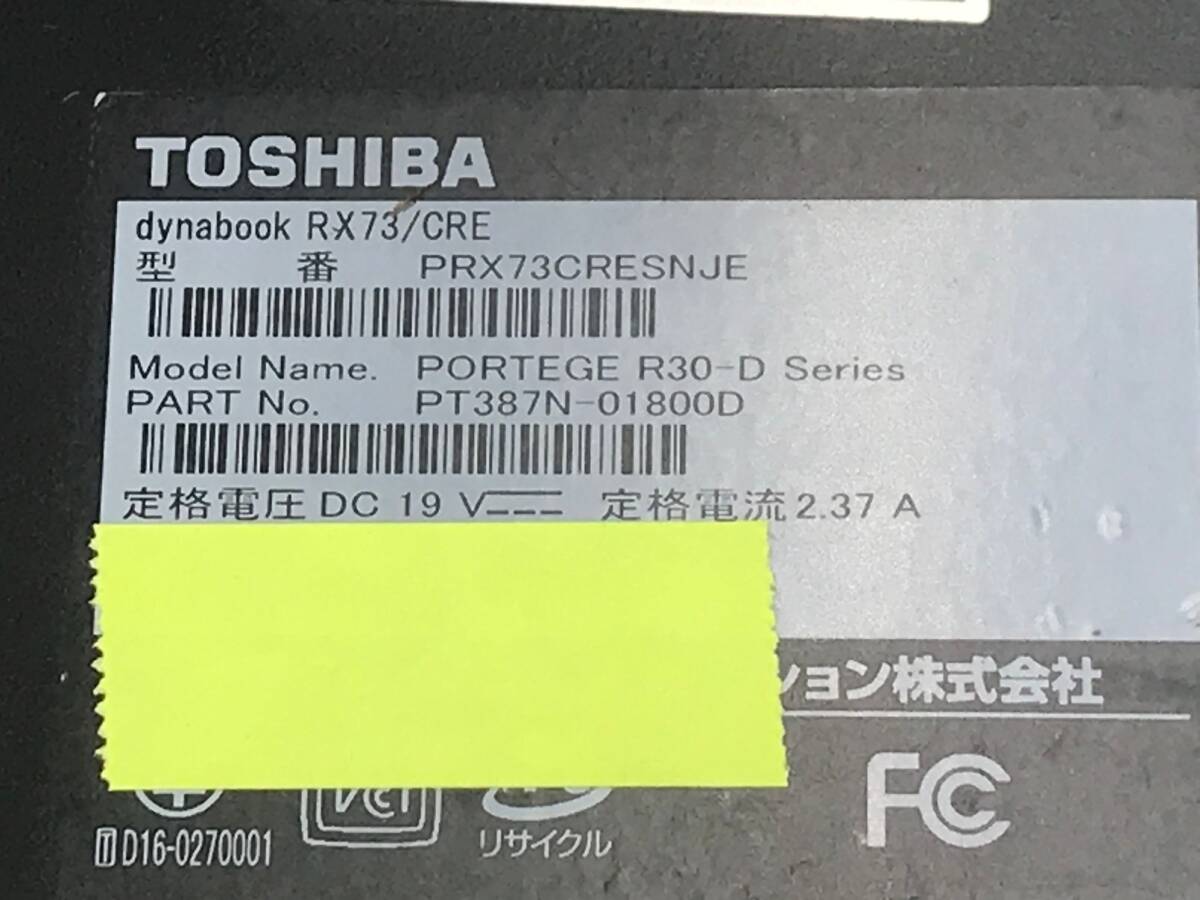 TOSHIBA
dynabook RX73/CRE
型 番 PRX73CRESNJE
Model Name. PORTEGE R30-D Series
PART No. PT387N-01800D
定格電圧 DC 19 V⎓ 定格電流 2.37 A
ション株式会社
VCCI
リサイクル
FC
🅃 D16-0270001